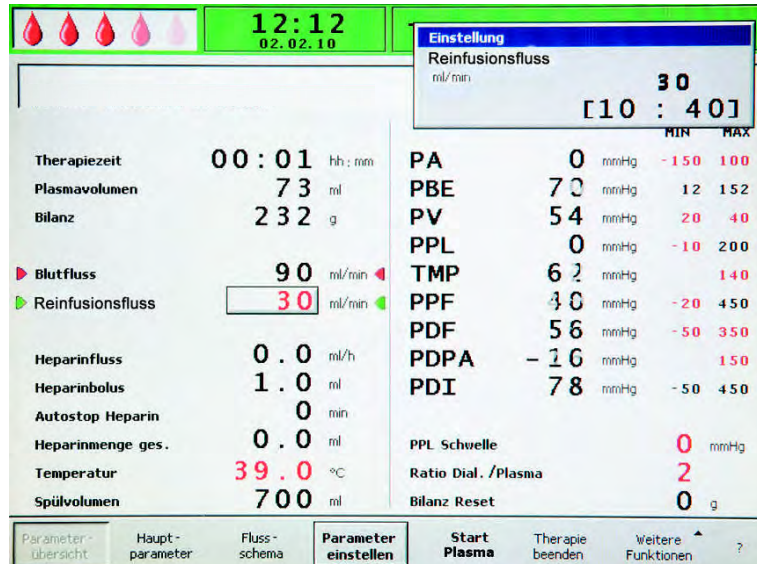 12:12
02.02.10
Einstellung
Reinfusionsfluss
ml/min
30
[10 : 40]
MIN MAX
Therapiezeit 00:01 hh:mm
Plasmavolumen 73 ml
Bilanz 232 g
Blutfluss 90 ml/min
Reinfusionsfluss 30 ml/min
Heparinfluss 0.0 ml/h
Heparinbolus 1.0 ml
Autostop Heparin 0 min
Heparinmenge ges. 0.0 ml
Temperatur 39.0 °C
Spülvolumen 700 ml
PA 0 mmHg -150 100
PBE mmHg 12 152
PV 54 mmHg 20 40
PPL 0 mmHg -10 200
TMP 62 mmHg 140
PPF mmHg -20 450
PDF 56 mmHg -50 350
PDPA -16 mmHg 150
PDI 78 mmHg -50 450
PPL Schwelle 0 mmHg
Ratio Dial. /Plasma 2
Bilanz Reset 0 g
Parameter-
übersicht
Haupt-
parameter
Fluss-
schema
Parameter
einstellen
Start
Plasma
Therapie
beenden
Weitere
Funktionen
?